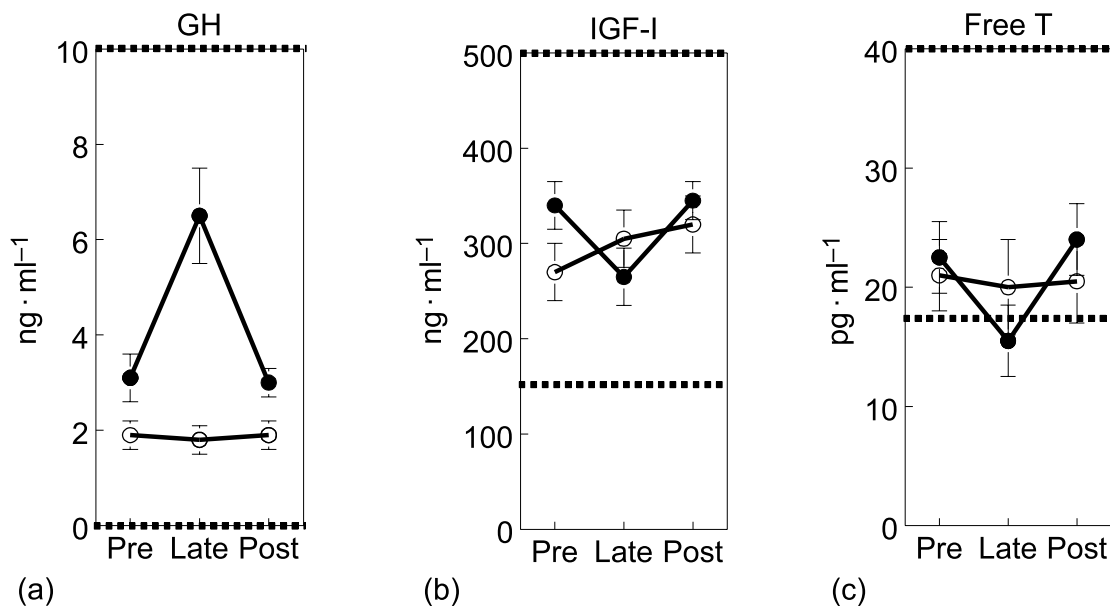 GH
10
8
6
4
2
0
ng · ml⁻¹
Pre Late Post
(a)
IGF-I
500
400
300
200
100
0
ng · ml⁻¹
Pre Late Post
(b)
Free T
40
30
20
10
0
pg · ml⁻¹
Pre Late Post
(c)